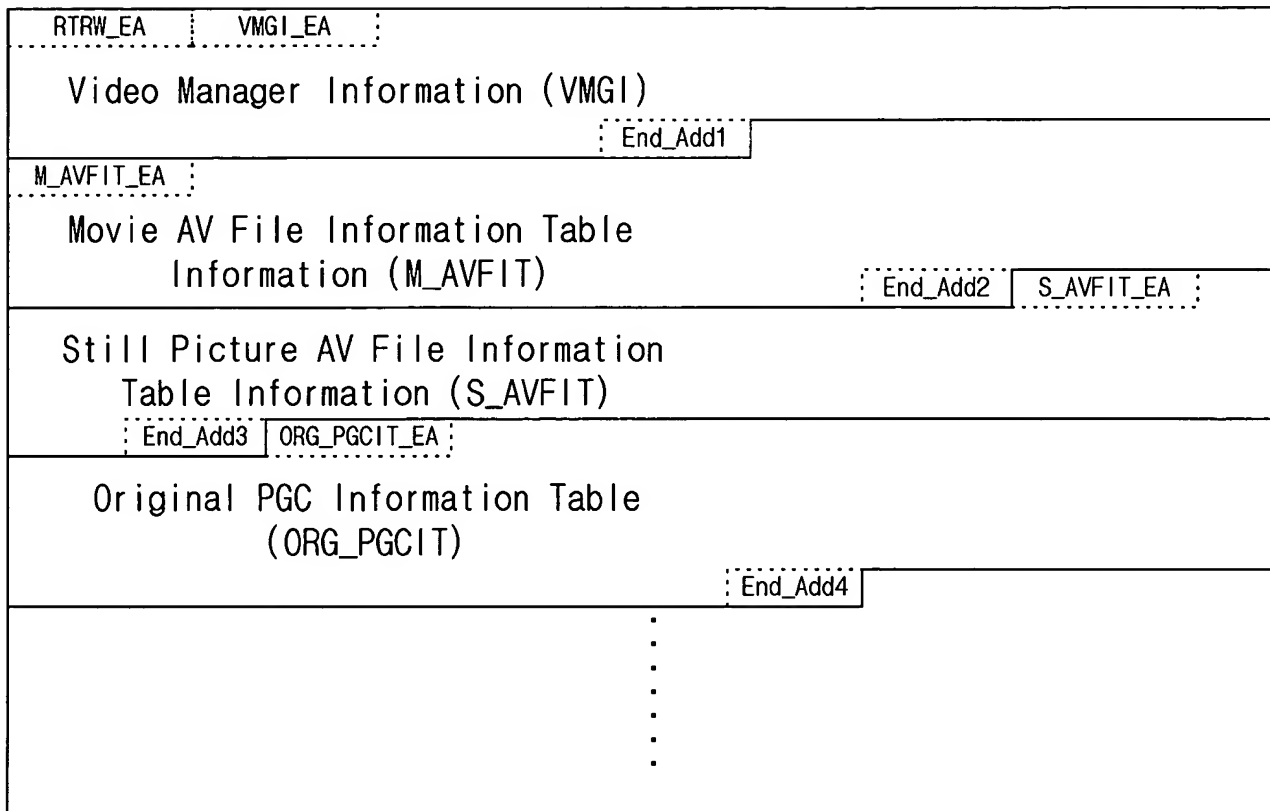 RTRW_EA VMGI_EA
Video Manager Information (VMGI)
End_Add1
M_AVFIT_EA
Movie AV File Information Table
Information (M_AVFIT)
End_Add2 S_AVFIT_EA
Still Picture AV File Information
Table Information (S_AVFIT)
End_Add3 ORG_PGCIT_EA
Original PGC Information Table
(ORG_PGCIT)
End_Add4